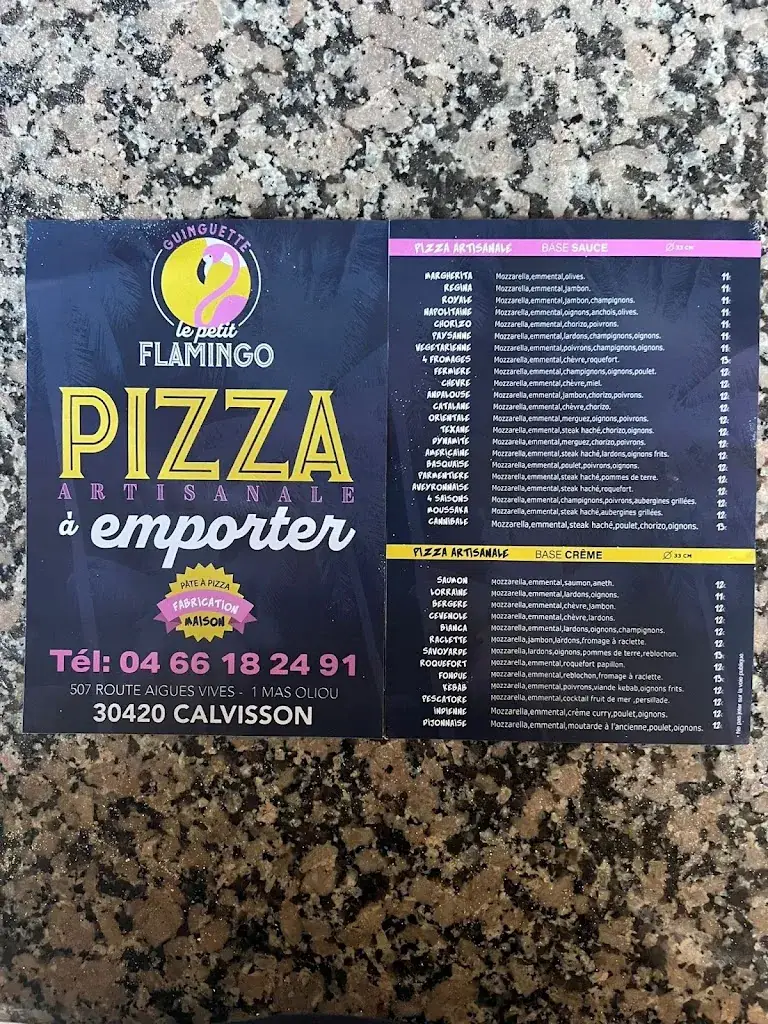 GUINGUETTE
le petit
FLAMINGO
PIZZA
ARTISANALE
à emporter
PÂTE À PIZZA
FABRICATION
MAISON
Tél: 04 66 18 24 91
507 ROUTE AIGUES VIVES - 1 MAS OLIOU
30420 CALVISSON
PIZZA ARTISANALE BASE SAUCE Ø 33 CM
MARGHERITA Mozzarella,emmental,olives. 11€
REGINA Mozzarella,emmental,jambon. 11€
ROYALE Mozzarella,emmental,jambon,champignons. 11€
NAPOLITAINE Mozzarella,emmental,oignons,anchois,olives. 11€
CHORIZO Mozzarella,emmental,chorizo,poivrons. 11€
PAYSANNE Mozzarella,emmental,lardons,champignons,oignons. 11€
VEGETARIENNE Mozzarella,emmental,poivrons,champignons,oignons. 11€
4 FROMAGES Mozzarella,emmental,chèvre,roquefort. 13€
FERMIERE Mozzarella,emmental,champignons,oignons,poulet. 12€
CHEVRE Mozzarella,emmental,chèvre,miel. 12€
ANDALOUSE Mozzarella,emmental,jambon,chorizo,poivrons. 12€
CATALANE Mozzarella,emmental,chèvre,chorizo. 12€
ORIENTALE Mozzarella,emmental,merguez,oignons,poivrons. 12€
TEXANE Mozzarella,emmental,steak haché,chorizo,oignons. 12€
DYNAMITE Mozzarella,emmental,merguez,chorizo,poivrons. 12€
AMERICAINE Mozzarella,emmental,steak haché,lardons,oignons frits. 12€
BASQUAISE Mozzarella,emmental,poulet,poivrons,oignons. 12€
PARMENTIERE Mozzarella,emmental,steak haché,pommes de terre. 12€
AVEYRONNAISE Mozzarella,emmental,steak haché,roquefort. 12€
4 SAISONS Mozzarella,emmental,champignons,poivrons,aubergines grillées. 12€
MOUSSAKA Mozzarella,emmental,steak haché,aubergines grillées. 12€
CANNIBALE Mozzarella,emmental,steak haché,poulet,chorizo,oignons. 13€
PIZZA ARTISANALE BASE CRÈME Ø 33 CM
SAUMON Mozzarella,emmental,saumon,aneth. 12€
LORRAINE Mozzarella,emmental,lardons,oignons. 11€
BERGERE Mozzarella,emmental,chèvre,jambon. 12€
CEVENOLE Mozzarella,emmental,chèvre,lardons. 12€
BIANCA Mozzarella,emmental,lardons,oignons,champignons. 12€
RACLETTE Mozzarella,jambon,lardons,fromage à raclette. 12€
SAVOYARDE Mozzarella,lardons,oignons,pommes de terre,reblochon. 13€
ROQUEFORT Mozzarella,emmental,roquefort papillon. 12€
FONDUE Mozzarella,emmental,reblochon,fromage à raclette. 13€
KEBAB Mozzarella,emmental,poivrons,viande kebab,oignons frits. 12€
PESCATORE Mozzarella,emmental,cocktail fruit de mer ,persillade. 12€
INDIENNE Mozzarella,emmental,crème curry,poulet,oignons. 12€
DIJONNAISE Mozzarella,emmental,moutarde à l'ancienne,poulet,oignons. 12€
Ne pas jeter sur la voie publique.